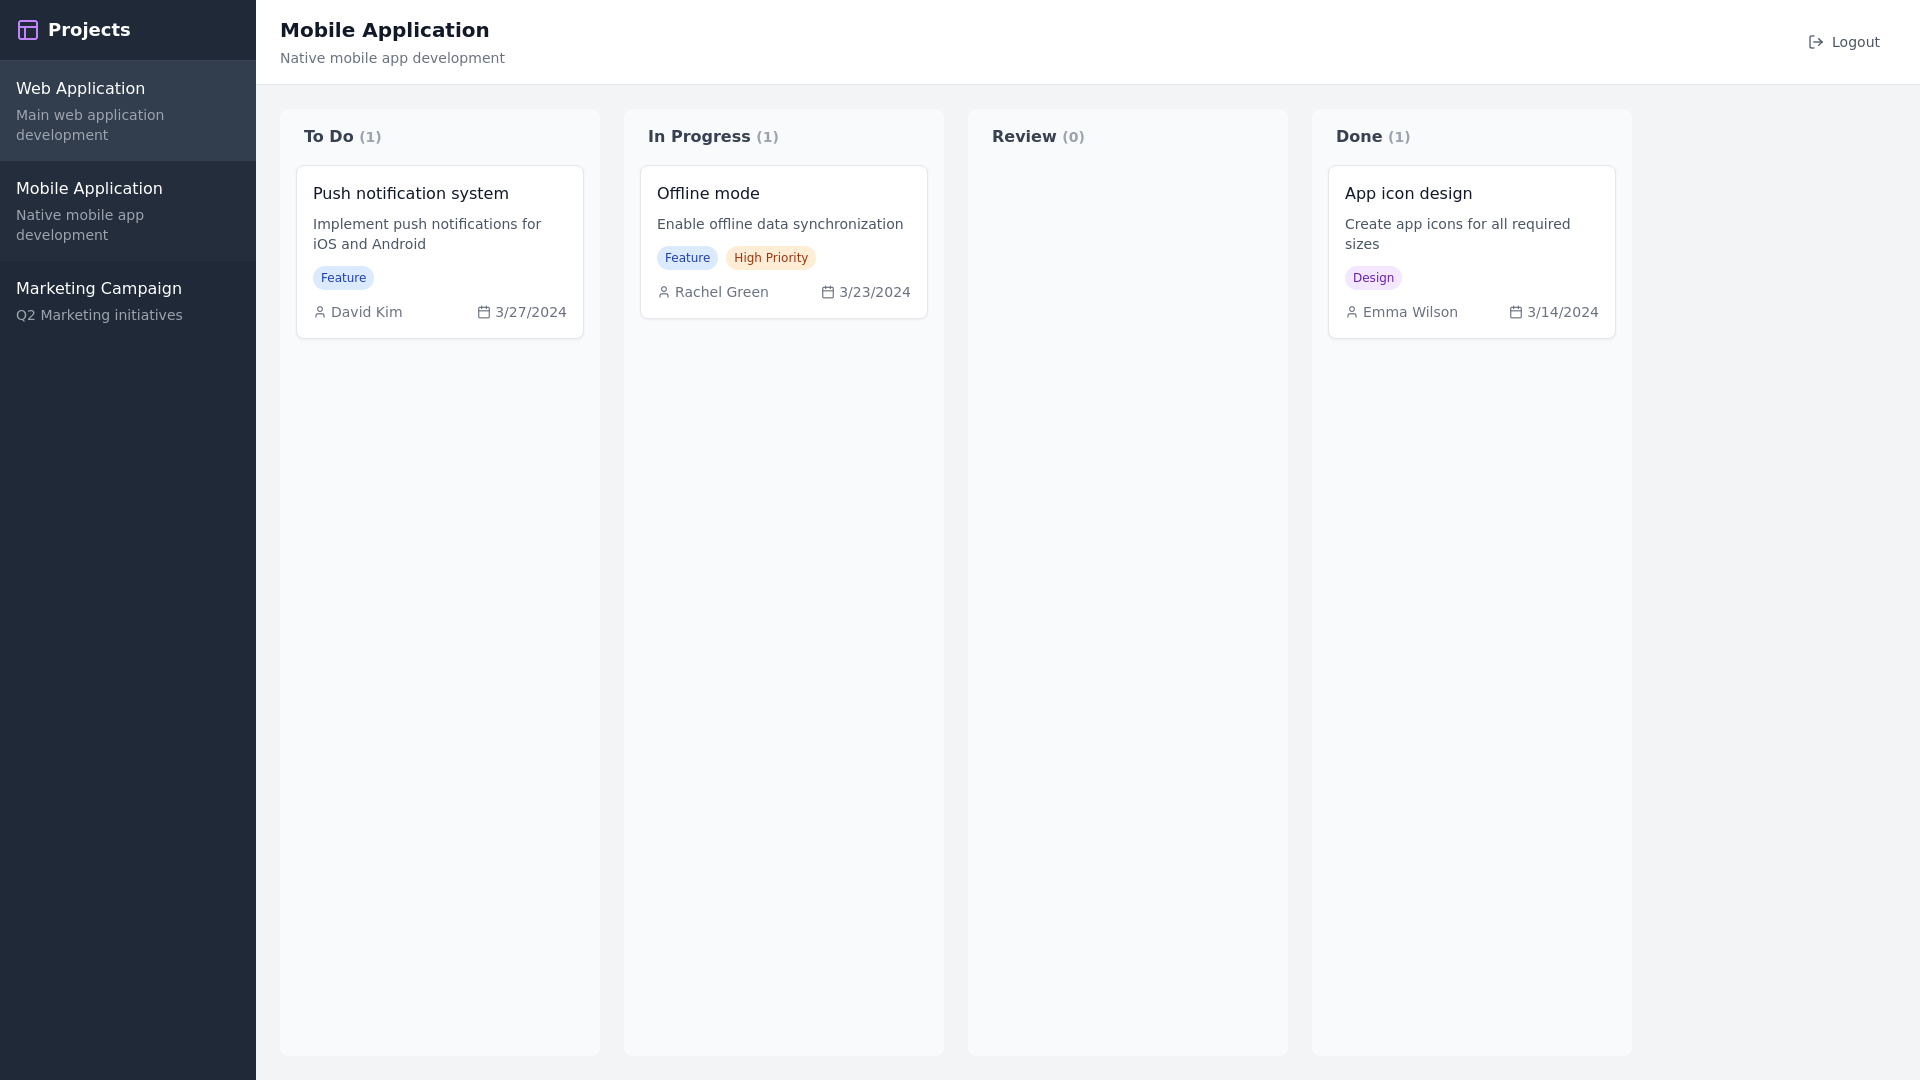 Projects
Web Application
Main web application
development
Mobile Application
Native mobile app
development
Marketing Campaign
Q2 Marketing initiatives
Mobile Application
Native mobile app development
Logout
To Do (1)
Push notification system
Implement push notifications for
iOS and Android
Feature
David Kim 3/27/2024
In Progress (1)
Offline mode
Enable offline data synchronization
Feature High Priority
Rachel Green 3/23/2024
Review (0)
Done (1)
App icon design
Create app icons for all required
sizes
Design
Emma Wilson 3/14/2024